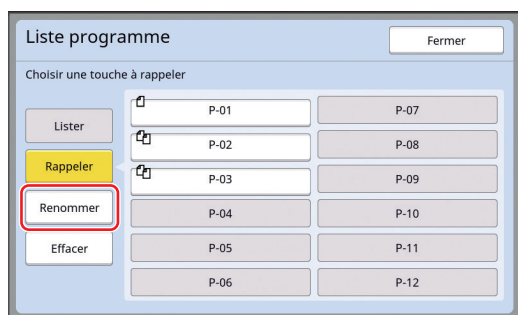 Liste programme
Fermer
Choisir une touche à rappeler
Lister
Rappeler
Renommer
Effacer
P-01
P-02
P-03
P-04
P-05
P-06
P-07
P-08
P-09
P-10
P-11
P-12